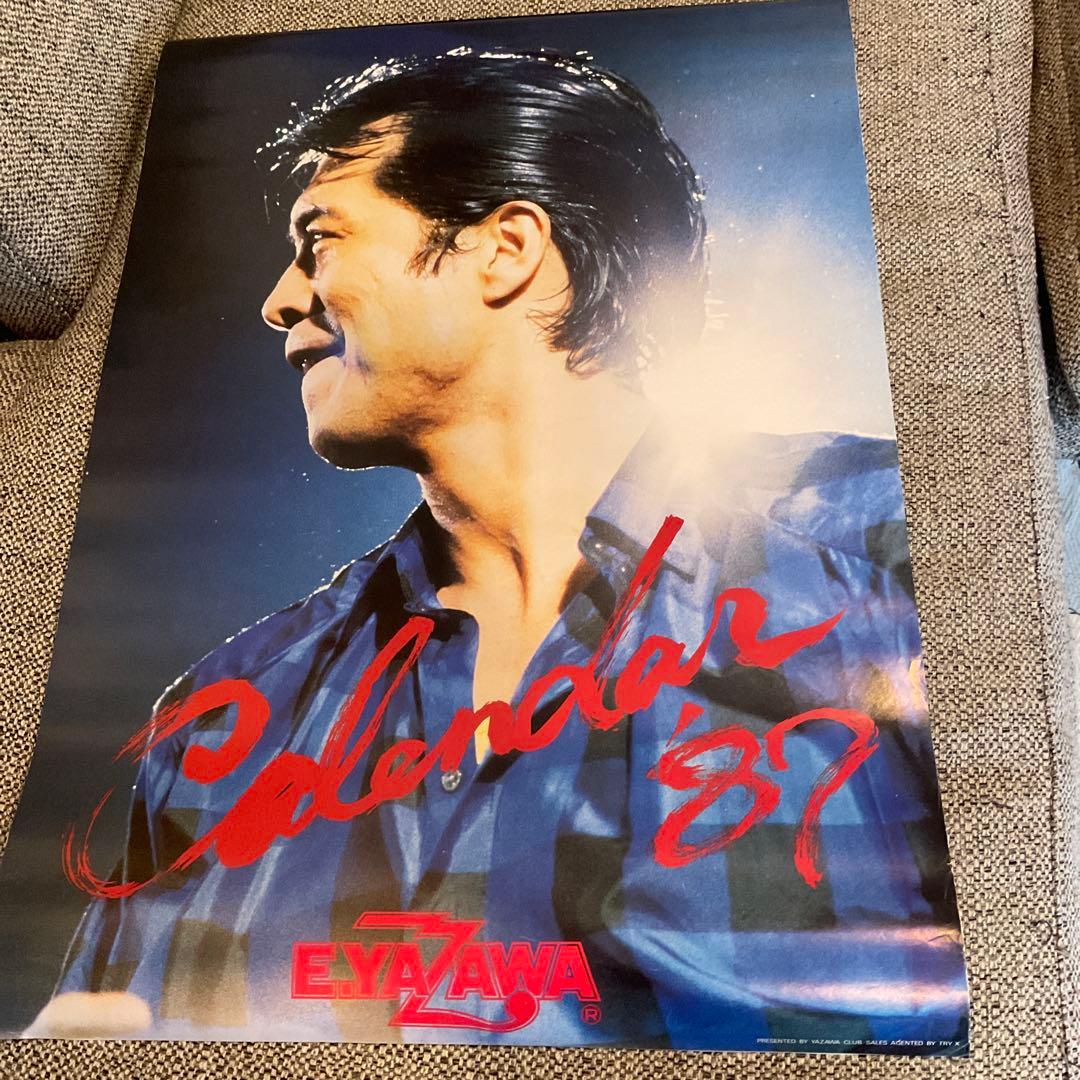 Calendar
'87
E.YAZAWA®
PRESENTED BY YAZAWA CLUB SALES AGENTED BY TRY X